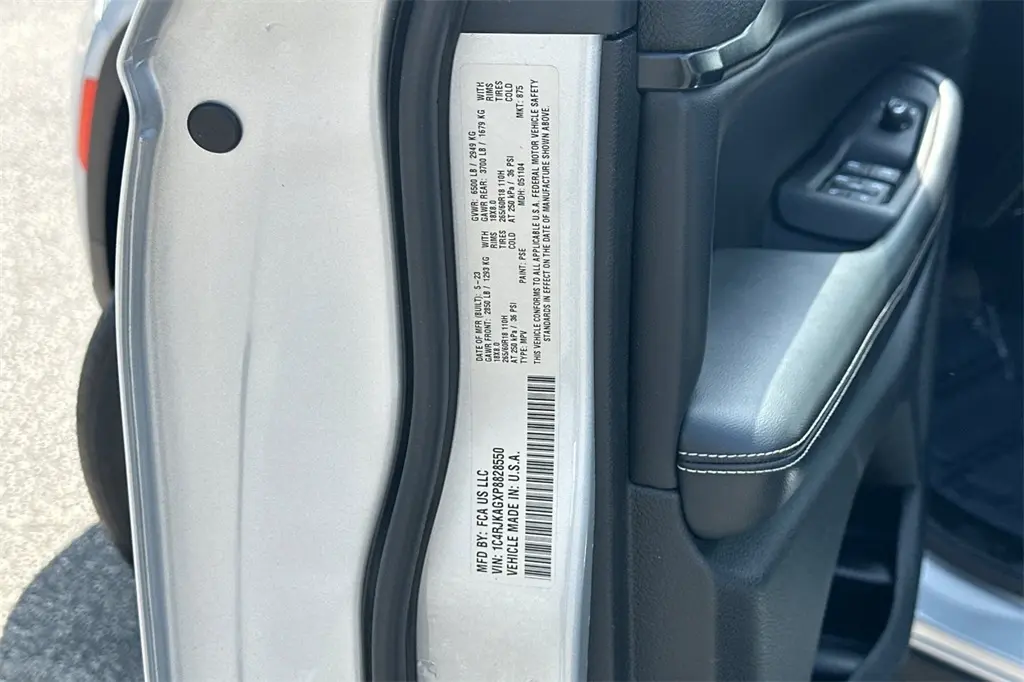 MFD BY: FCA US LLC
VIN: 1C4RJKAGXP8828550
VEHICLE MADE IN: U.S.A.
DATE OF MFR (BUILT): 5-23 GVWR: 6500 LB / 2949 KG
GAWR FRONT: 2850 LB / 1293 KG WITH GAWR REAR: 3700 LB / 1679 KG WITH
18X8.0 RIMS 18X8.0 RIMS
265/60R18 110H TIRES 265/60R18 110H TIRES
AT 250 kPa / 36 PSI COLD AT 250 kPa / 36 PSI COLD
TYPE: MPV PAINT: PSE MDH: 051104 MKT: 875
THIS VEHICLE CONFORMS TO ALL APPLICABLE U.S.A. FEDERAL MOTOR VEHICLE SAFETY
STANDARDS IN EFFECT ON THE DATE OF MANUFACTURE SHOWN ABOVE.